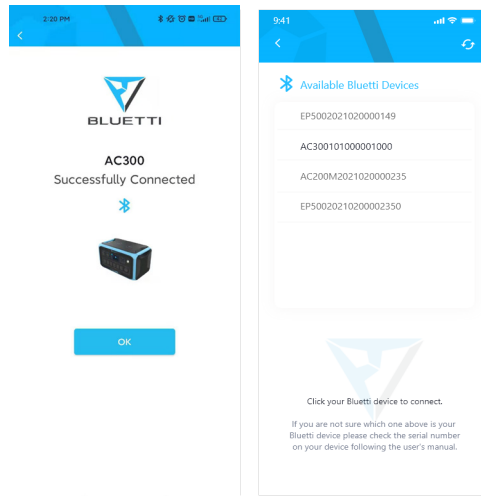 2:20 PM
BLUETTI
AC300
Successfully Connected
OK
9:41
Available Bluetti Devices
EP5002021020000149
AC300101000001000
AC200M2021020000235
EP50020210200002350
Click your Bluetti device to connect.
If you are not sure which one above is your
Bluetti device please check the serial number
on your device following the user's manual.